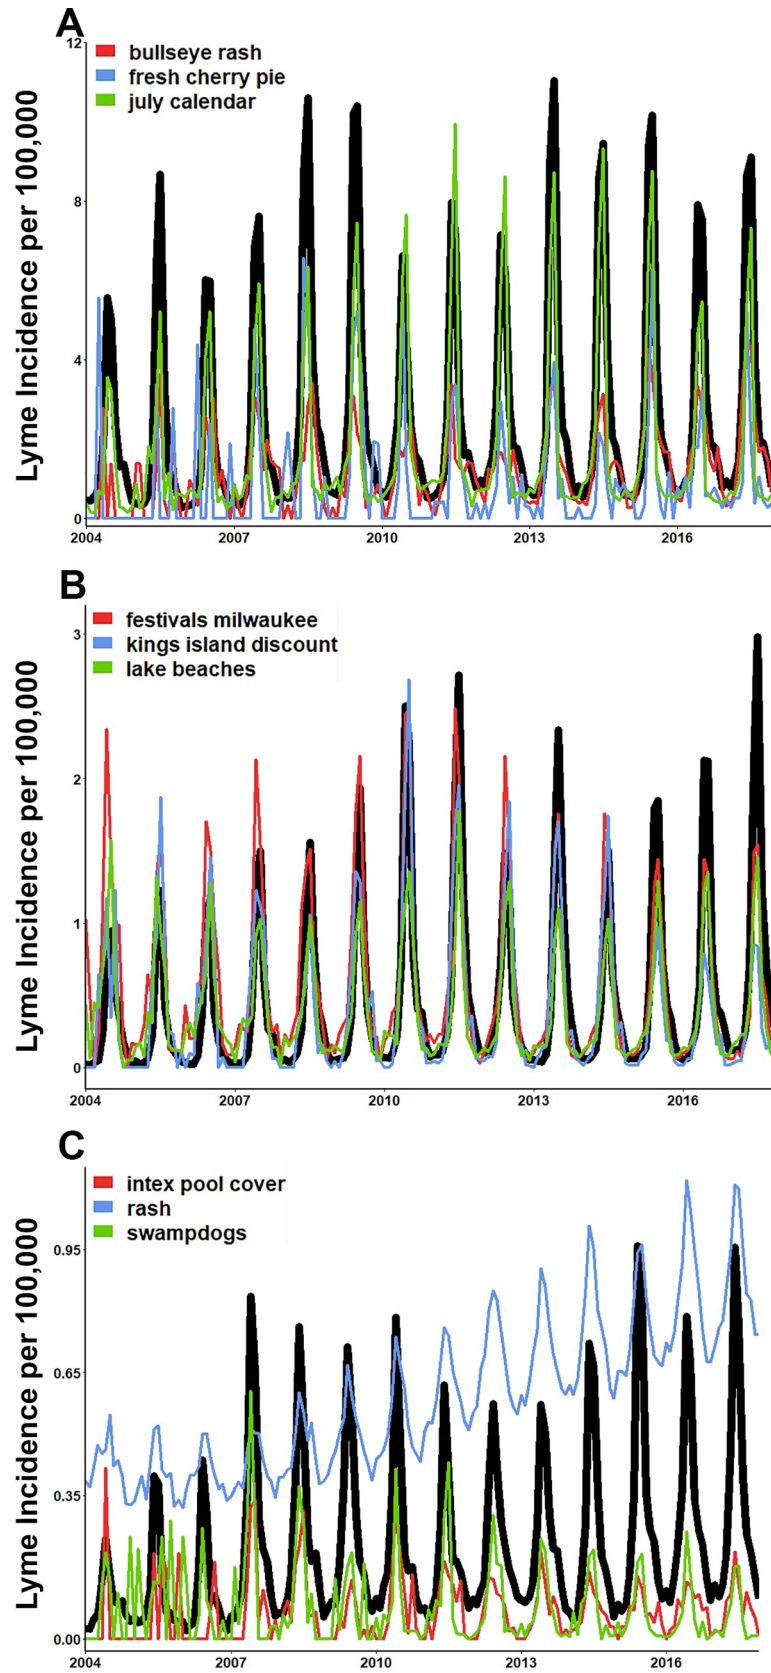 A
12
bullseye rash
fresh cherry pie
july calendar
Lyme Incidence per 100,000
8
4
0
2004 2007 2010 2013 2016
B
festivals milwaukee
kings island discount
lake beaches
Lyme Incidence per 100,000
3
2
1
0
2004 2007 2010 2013 2016
C
intex pool cover
rash
swampdogs
Lyme Incidence per 100,000
0.95
0.65
0.35
0.00
2004 2007 2010 2013 2016